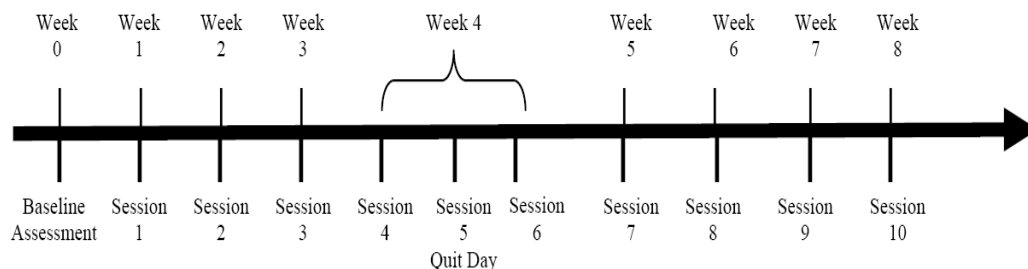 Week Week Week Week Week 4 Week Week Week Week
0 1 2 3 5 6 7 8
Baseline Session Session Session Session Session Session Session Session Session Session
Assessment 1 2 3 4 5 6 7 8 9 10
Quit Day